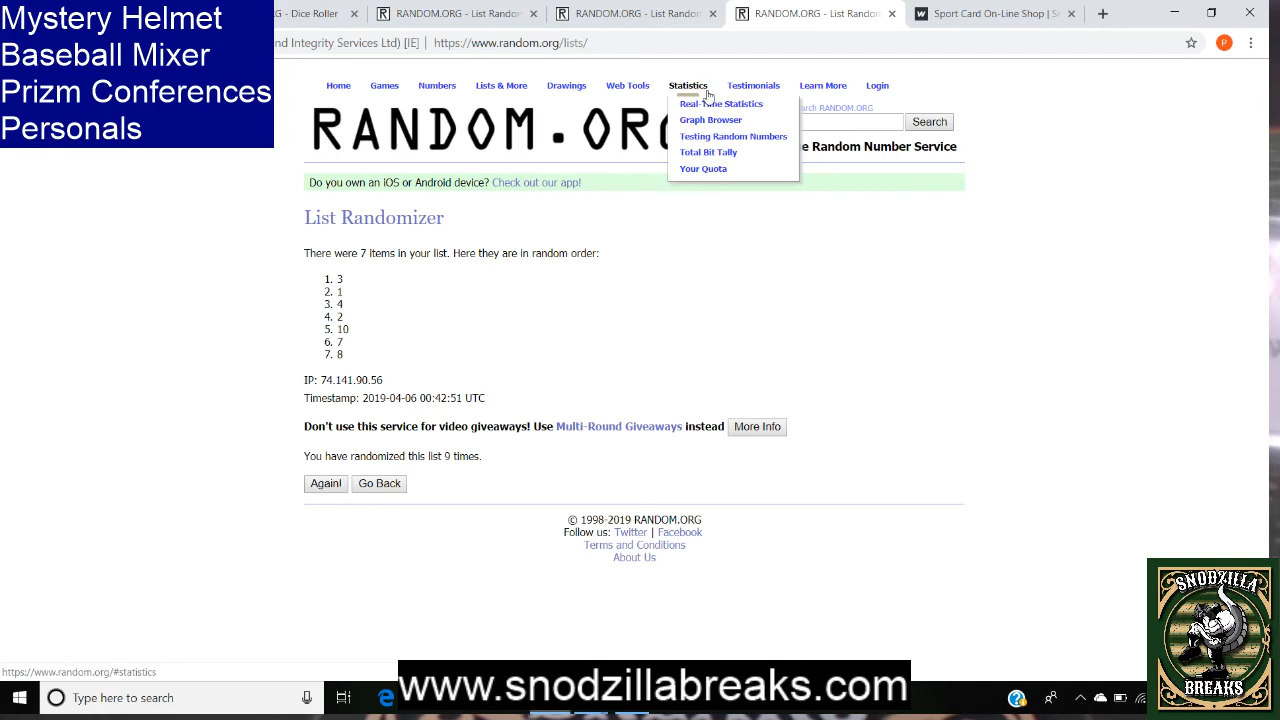 Mystery Helmet
Baseball Mixer
Prizm Conferences
Personals
RANDOM.ORG - List Ran
RANDOM.ORG - List Rando
RANDOM.ORG - List Rando
Sport Card On-Line Shop | S
nd Integrity Services Ltd) [IE] | https://www.random.org/lists/
P
Home Games Numbers Lists & More Drawings Web Tools Statistics Testimonials Learn More Login
Real-Time Statistics
Graph Browser
Testing Random Numbers
Total Bit Tally
Your Quota
RANDOM.ORG
arch RANDOM.ORG
Search
e Random Number Service
Do you own an iOS or Android device? Check out our app!
List Randomizer
There were 7 items in your list. Here they are in random order:
1. 3
2. 1
3. 4
4. 2
5. 10
6. 7
7. 8
IP: 74.141.90.56
Timestamp: 2019-04-06 00:42:51 UTC
Don't use this service for video giveaways! Use Multi-Round Giveaways instead More Info
You have randomized this list 9 times.
Again! Go Back
© 1998-2019 RANDOM.ORG
Follow us: Twitter | Facebook
Terms and Conditions
About Us
https://www.random.org/#statistics
Type here to search
www.snodzillabreaks.com
SNODZILLA
BREAKS